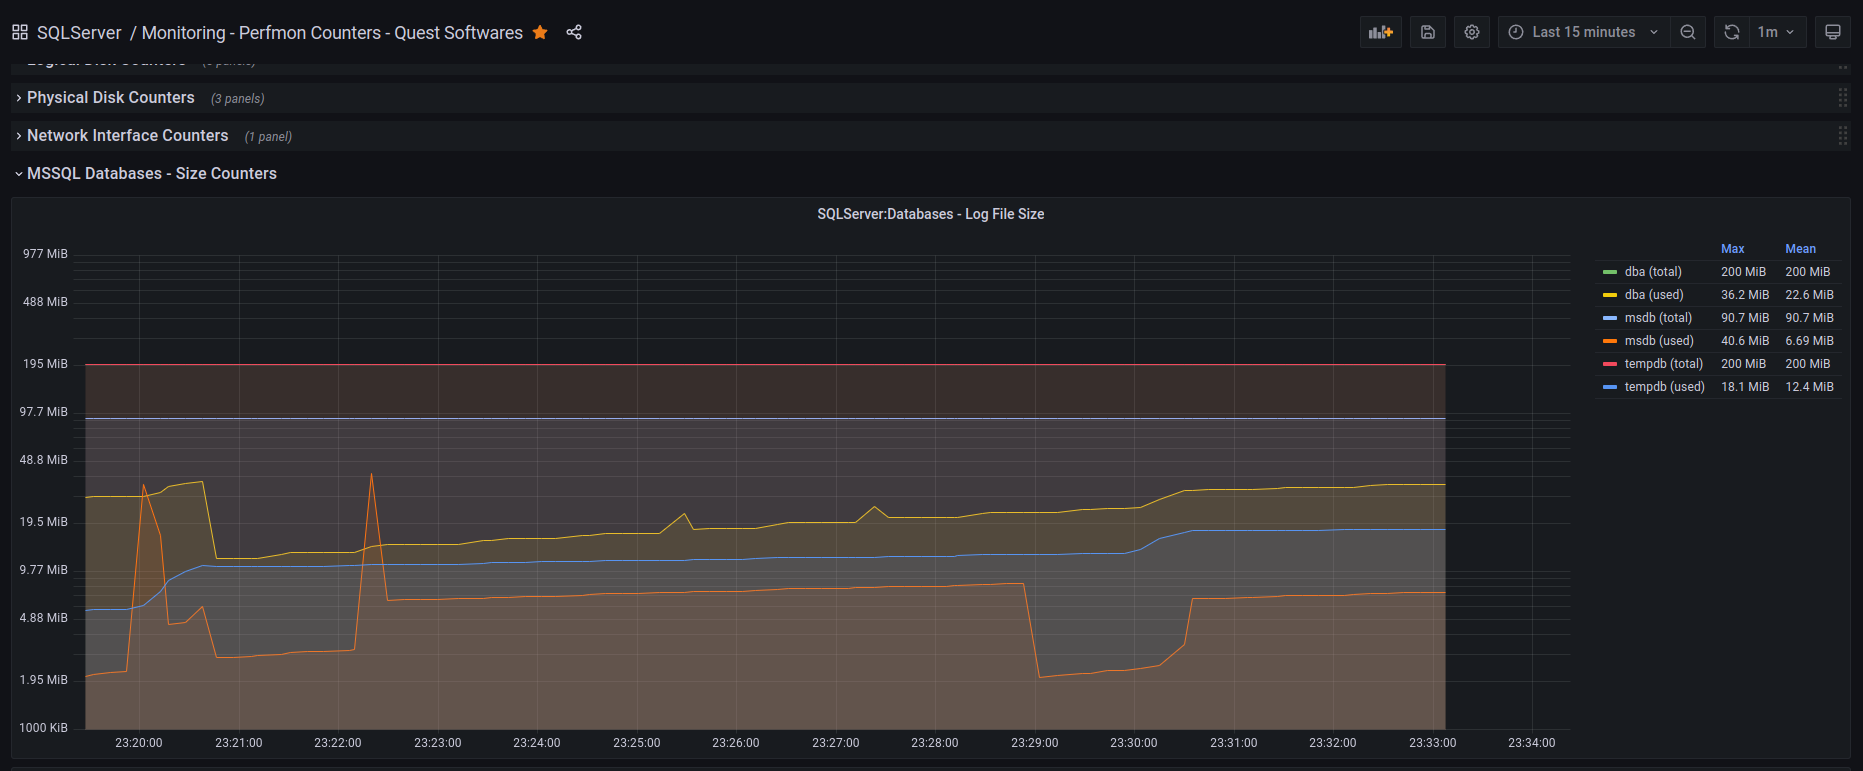 SQLServer / Monitoring - Perfmon Counters - Quest Softwares
Last 15 minutes
1m
Logical Disk Counters
Physical Disk Counters (3 panels)
Network Interface Counters (1 panel)
MSSQL Databases - Size Counters
SQLServer:Databases - Log File Size
977 MiB
488 MiB
195 MiB
97.7 MiB
48.8 MiB
19.5 MiB
9.77 MiB
4.88 MiB
1.95 MiB
1000 KiB
23:20:00 23:21:00 23:22:00 23:23:00 23:24:00 23:25:00 23:26:00 23:27:00 23:28:00 23:29:00 23:30:00 23:31:00 23:32:00 23:33:00 23:34:00
Max Mean
dba (total) 200 MiB 200 MiB
dba (used) 36.2 MiB 22.6 MiB
msdb (total) 90.7 MiB 90.7 MiB
msdb (used) 40.6 MiB 6.69 MiB
tempdb (total) 200 MiB 200 MiB
tempdb (used) 18.1 MiB 12.4 MiB